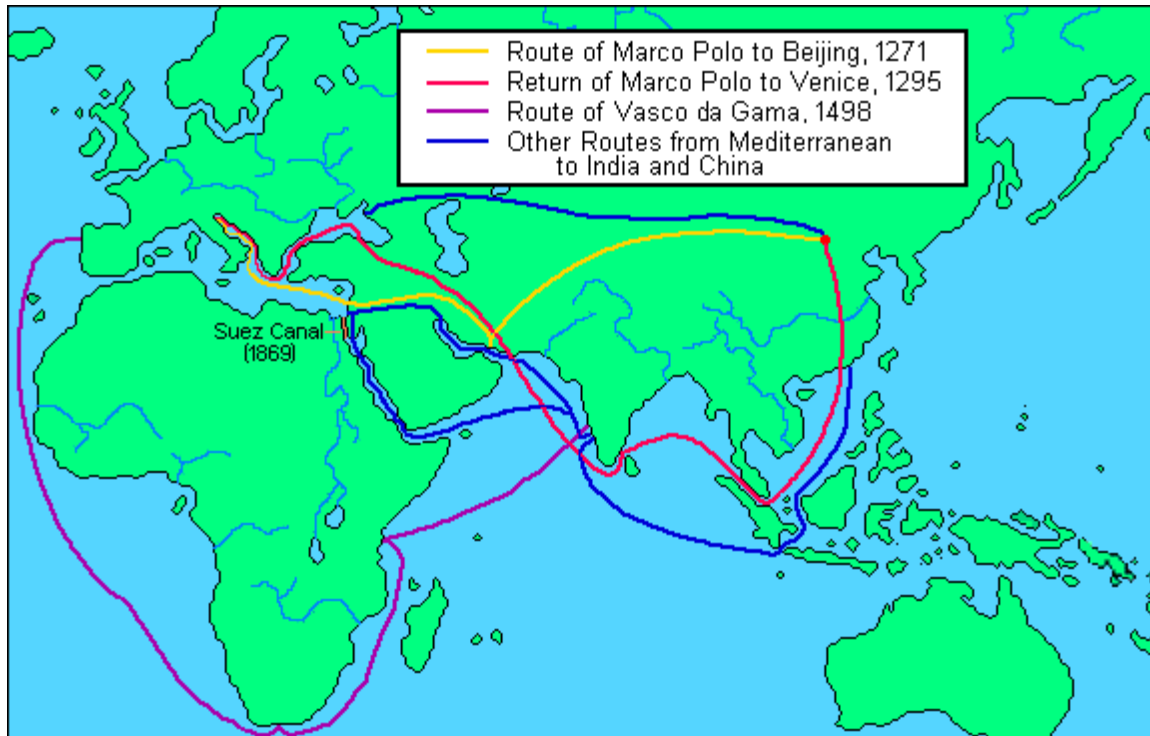 Route of Marco Polo to Beijing, 1271
Return of Marco Polo to Venice, 1295
Route of Vasco da Gama, 1498
Other Routes from Mediterranean
to India and China
Suez Canal
(1869)